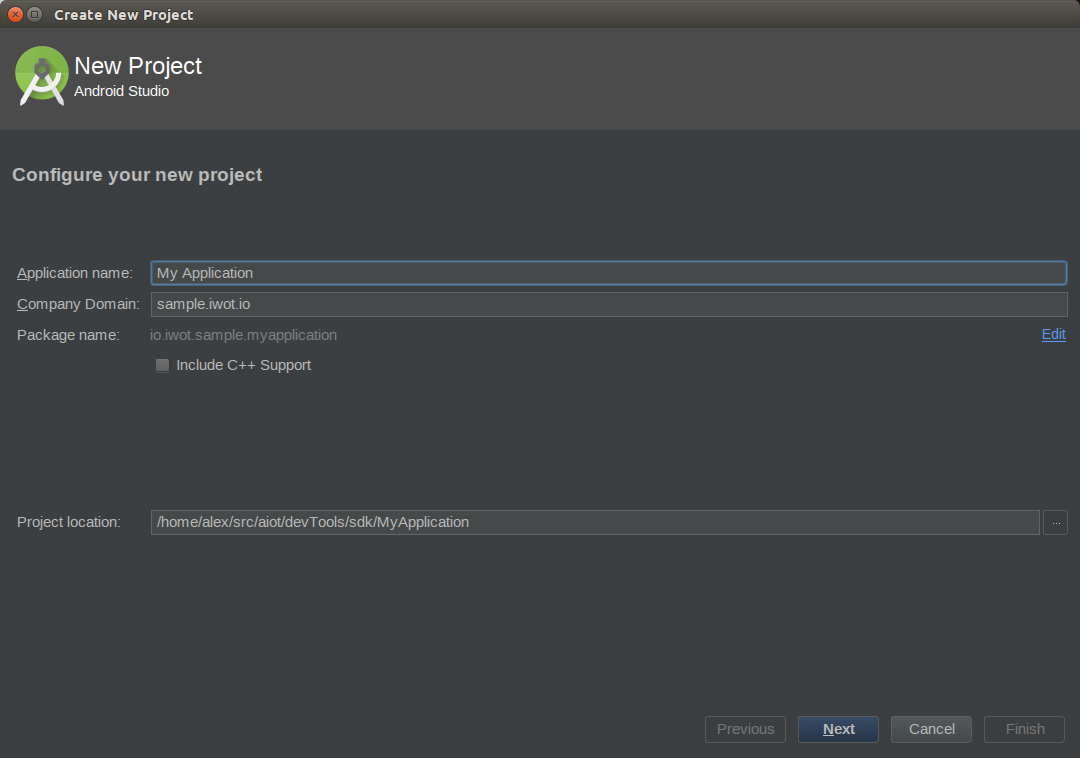 Create New Project
New Project
Android Studio
Configure your new project
Application name: My Application
Company Domain: sample.iwot.io
Package name: io.iwot.sample.myapplication Edit
Include C++ Support
Project location: /home/alex/src/aiot/devTools/sdk/MyApplication ...
Previous Next Cancel Finish